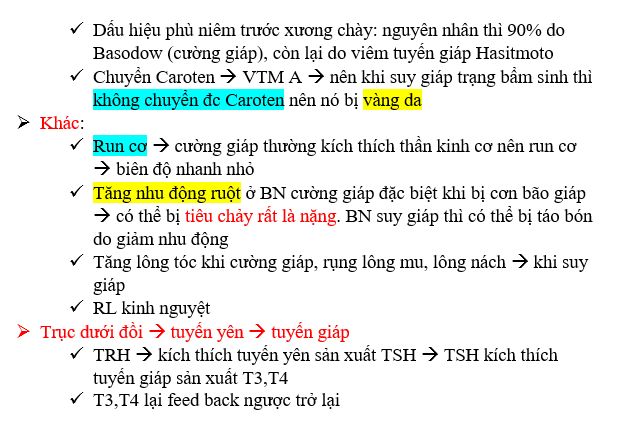 ✓ Dấu hiệu phù niêm trước xương chày: nguyên nhân thì 90% do
Basodow (cường giáp), còn lại do viêm tuyến giáp Hasitmoto
✓ Chuyển Caroten → VTM A → nên khi suy giáp trạng bẩm sinh thì
không chuyển đc Caroten nên nó bị vàng da
➢ Khác:
✓ Run cơ → cường giáp thường kích thích thần kinh cơ nên run cơ
→ biên độ nhanh nhỏ
✓ Tăng nhu động ruột ở BN cường giáp đặc biệt khi bị cơn bão giáp
→ có thể bị tiêu chảy rất là nặng. BN suy giáp thì có thể bị táo bón
do giảm nhu động
✓ Tăng lông tóc khi cường giáp, rụng lông mu, lông nách → khi suy
giáp
✓ RL kinh nguyệt
➢ Trục dưới đồi → tuyến yên → tuyến giáp
✓ TRH → kích thích tuyến yên sản xuất TSH → TSH kích thích
tuyến giáp sản xuất T3,T4
✓ T3,T4 lại feed back ngược trở lại